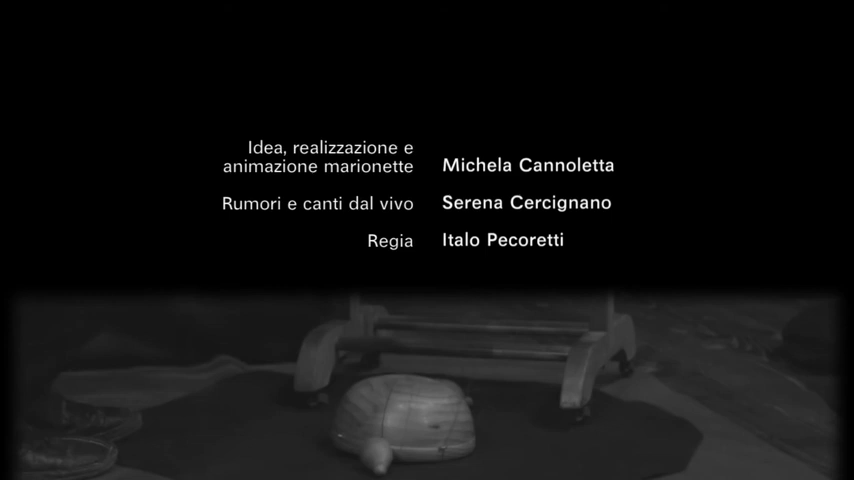 Idea, realizzazione e
animazione marionette
Michela Cannoletta
Rumori e canti dal vivo
Serena Cercignano
Regia
Italo Pecoretti